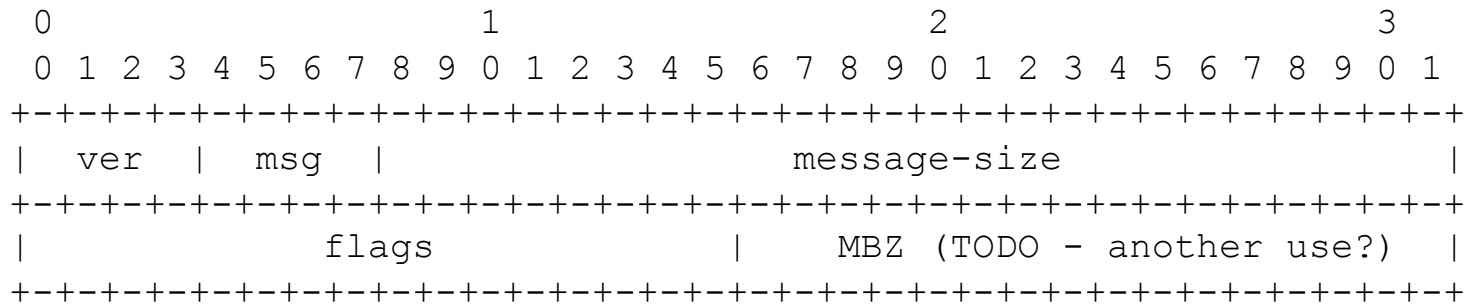 0                   1                   2                   3
0 1 2 3 4 5 6 7 8 9 0 1 2 3 4 5 6 7 8 9 0 1 2 3 4 5 6 7 8 9 0 1
+-+-+-+-+-+-+-+-+-+-+-+-+-+-+-+-+-+-+-+-+-+-+-+-+-+-+-+-+-+-+-+-+
|  ver  |  msg  |                  message-size                 |
+-+-+-+-+-+-+-+-+-+-+-+-+-+-+-+-+-+-+-+-+-+-+-+-+-+-+-+-+-+-+-+-+
|             flags             |    MBZ (TODO - another use?)  |
+-+-+-+-+-+-+-+-+-+-+-+-+-+-+-+-+-+-+-+-+-+-+-+-+-+-+-+-+-+-+-+-+